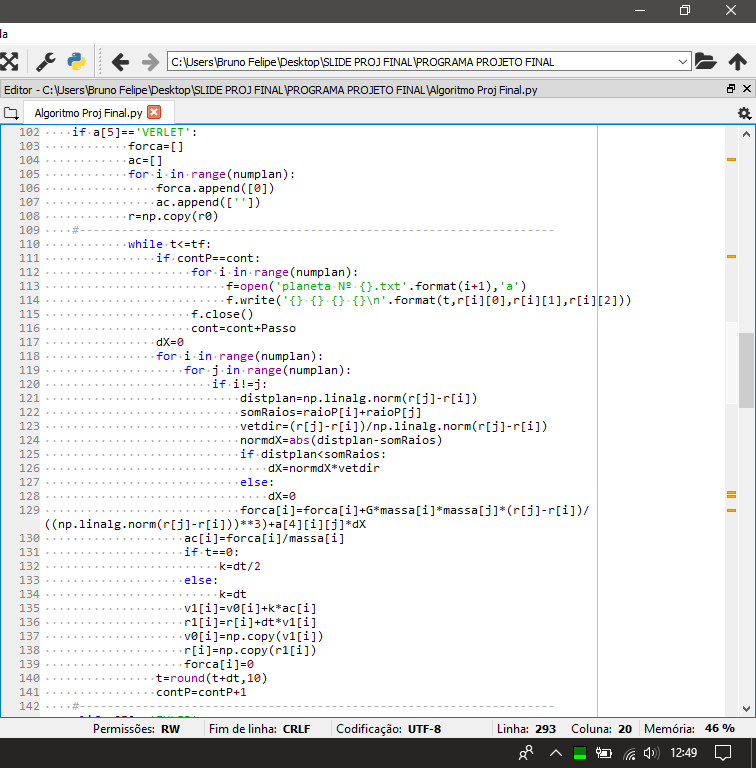 da
C:\Users\Bruno Felipe\Desktop\SLIDE PROJ FINAL\PROGRAMA PROJETO FINAL
Editor - C:\Users\Bruno Felipe\Desktop\SLIDE PROJ FINAL\PROGRAMA PROJETO FINAL\Algoritmo Proj Final.py
Algoritmo Proj Final.py
102     if a[5]=='VERLET':
103             forca=[]
104             ac=[]
105             for i in range(numplan):
106                 forca.append([0])
107                 ac.append([''])
108             r=np.copy(r0)
109     #--------------------------------------------------------------------
110             while t<=tf:
111                 if contP==cont:
112                      for i in range(numplan):
113                           f=open('planeta Nº {}.txt'.format(i+1),'a')
114                           f.write('{} {} {} {}\n'.format(t,r[i][0],r[i][1],r[i][2]))
115                      f.close()
116                      cont=cont+Passo
117                 dX=0
118                 for i in range(numplan):
119                     for j in range(numplan):
120                         if i!=j:
121                             distplan=np.linalg.norm(r[j]-r[i])
122                             somRaios=raioP[i]+raioP[j]
123                             vetdir=(r[j]-r[i])/np.linalg.norm(r[j]-r[i])
124                             normdX=abs(distplan-somRaios)
125                             if distplan<somRaios:
126                                 dX=normdX*vetdir
127                             else:
128                                 dX=0
129                             forca[i]=forca[i]+G*massa[i]*massa[j]*(r[j]-r[i])/
((np.linalg.norm(r[j]-r[i]))**3)+a[4][i][j]*dX
130                     ac[i]=forca[i]/massa[i]
131                     if t==0:
132                          k=dt/2
133                     else:
134                          k=dt
135                     v1[i]=v0[i]+k*ac[i]
136                     r1[i]=r[i]+dt*v1[i]
137                     v0[i]=np.copy(v1[i])
138                     r[i]=np.copy(r1[i])
139                     forca[i]=0
140                 t=round(t+dt,10)
141                 contP=contP+1
142     #--------------------------------------------------------------------
Permissões: RW Fim de linha: CRLF Codificação: UTF-8 Linha: 293 Coluna: 20 Memória: 46 %
12:49